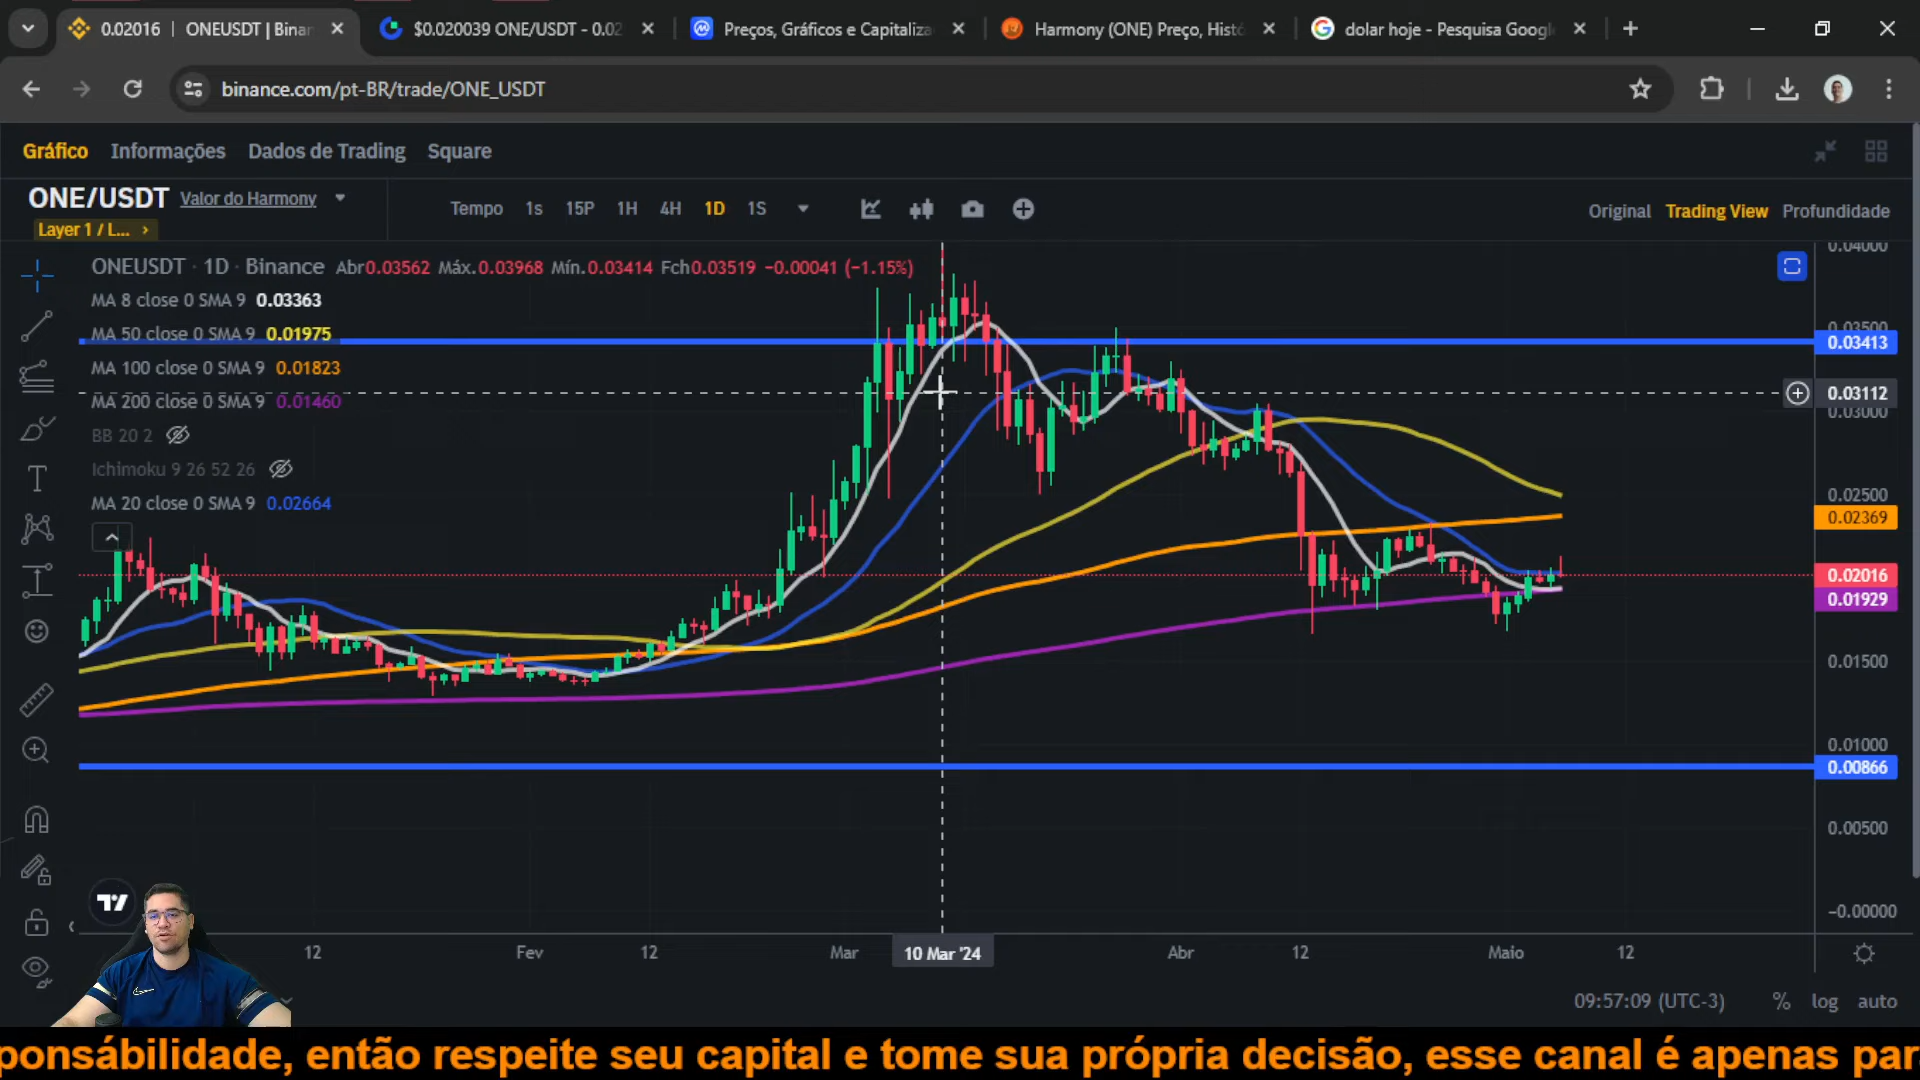 0.02016 | ONEUSDT | Binan
$0.020039 ONE/USDT - 0.02
Preços, Gráficos e Capitaliza
Harmony (ONE) Preço, Histó
dolar hoje - Pesquisa Googl
binance.com/pt-BR/trade/ONE_USDT
Gráfico Informações Dados de Trading Square
ONE/USDT Valor do Harmony
Layer 1 / L... ›
Tempo 1s 15P 1H 4H 1D 1S
Original Trading View Profundidade
ONEUSDT · 1D · Binance Abr0.03562 Máx.0.03968 Mín.0.03414 Fch0.03519 −0.00041 (−1.15%)
MA 8 close 0 SMA 9 0.03363
MA 50 close 0 SMA 9 0.01975
MA 100 close 0 SMA 9 0.01823
MA 200 close 0 SMA 9 0.01460
BB 20 2
Ichimoku 9 26 52 26
MA 20 close 0 SMA 9 0.02664
0.04000
0.03500
0.03413
0.03112
0.03000
0.02500
0.02369
0.02016
0.01929
0.01500
0.01000
0.00866
0.00500
−0.00000
12 Fev 12 Mar 10 Mar '24 Abr 12 Maio 12
09:57:09 (UTC-3) % log auto
ponsábilidade, então respeite seu capital e tome sua própria decisão, esse canal é apenas par